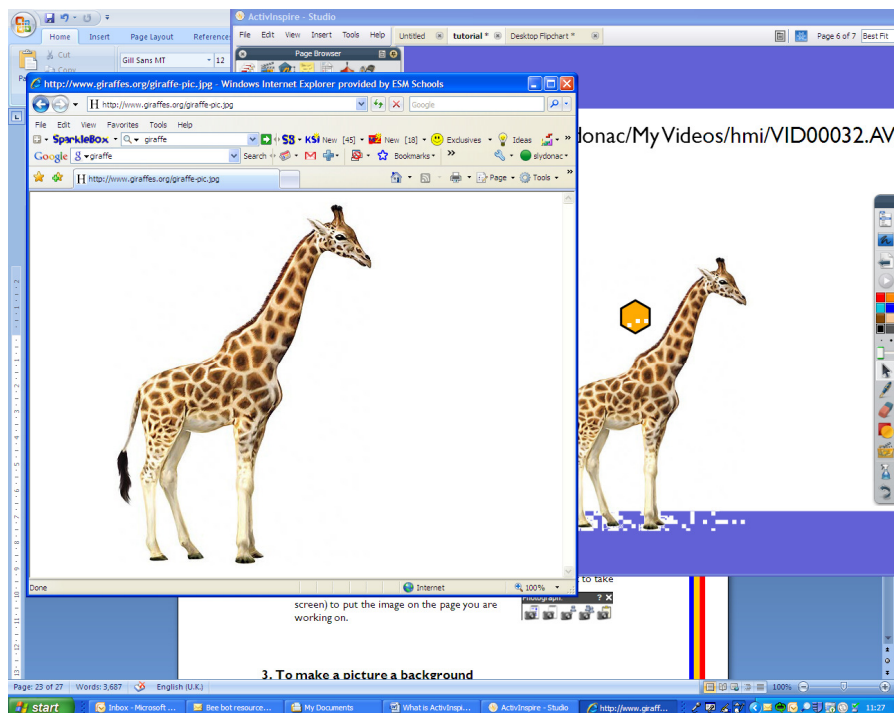 ActivInspire - Studio
Home Insert Page Layout Reference
File Edit View Insert Tools Help
Untitled tutorial * Desktop Flipchart *
Page 6 of 7 Best Fit
Cut
Copy
Gill Sans MT 12
Page Browser
http://www.giraffes.org/giraffe-pic.jpg - Windows Internet Explorer provided by ESM Schools
http://www.giraffes.org/giraffe-pic.jpg Google
File Edit View Favorites Tools Help
SparkleBox giraffe New [45] New [18] Exclusives Ideas
Google giraffe Search Bookmarks slydonac
http://www.giraffes.org/giraffe-pic.jpg Page Tools
donac/My Videos/hmi/VID00032.AV
Done Internet 100%
to take
screen) to put the image on the page you are
working on.
3. To make a picture a background
Page: 23 of 27 Words: 3,687 English (U.K.) 100%
start Inbox - Microsoft ... Bee bot resource... My Documents What is ActivInspi... ActivInspire - Studio http://www.giraff... 11:27